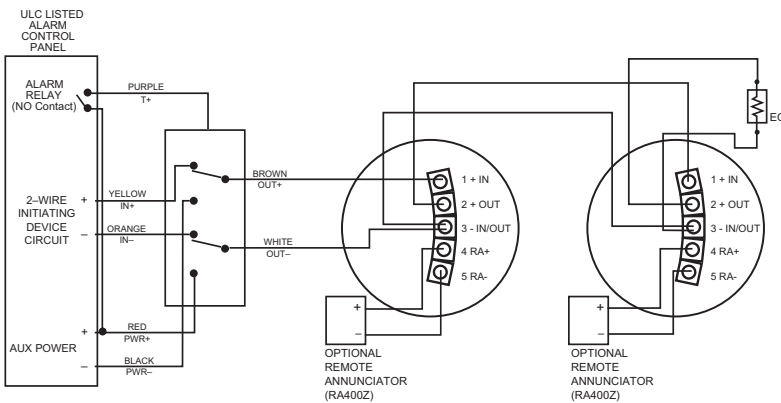 ULC LISTED
ALARM
CONTROL
PANEL
ALARM
RELAY
(NO Contact)
PURPLE
T+
2–WIRE
INITIATING
DEVICE
CIRCUIT
+
–
YELLOW
IN+
ORANGE
IN–
BROWN
OUT+
WHITE
OUT–
+
AUX POWER
–
RED
PWR+
BLACK
PWR–
1 + IN
2 + OUT
3 - IN/OUT
4 RA+
5 RA-
+
–
OPTIONAL
REMOTE
ANNUNCIATOR
(RA400Z)
1 + IN
2 + OUT
3 - IN/OUT
4 RA+
5 RA-
+
–
OPTIONAL
REMOTE
ANNUNCIATOR
(RA400Z)